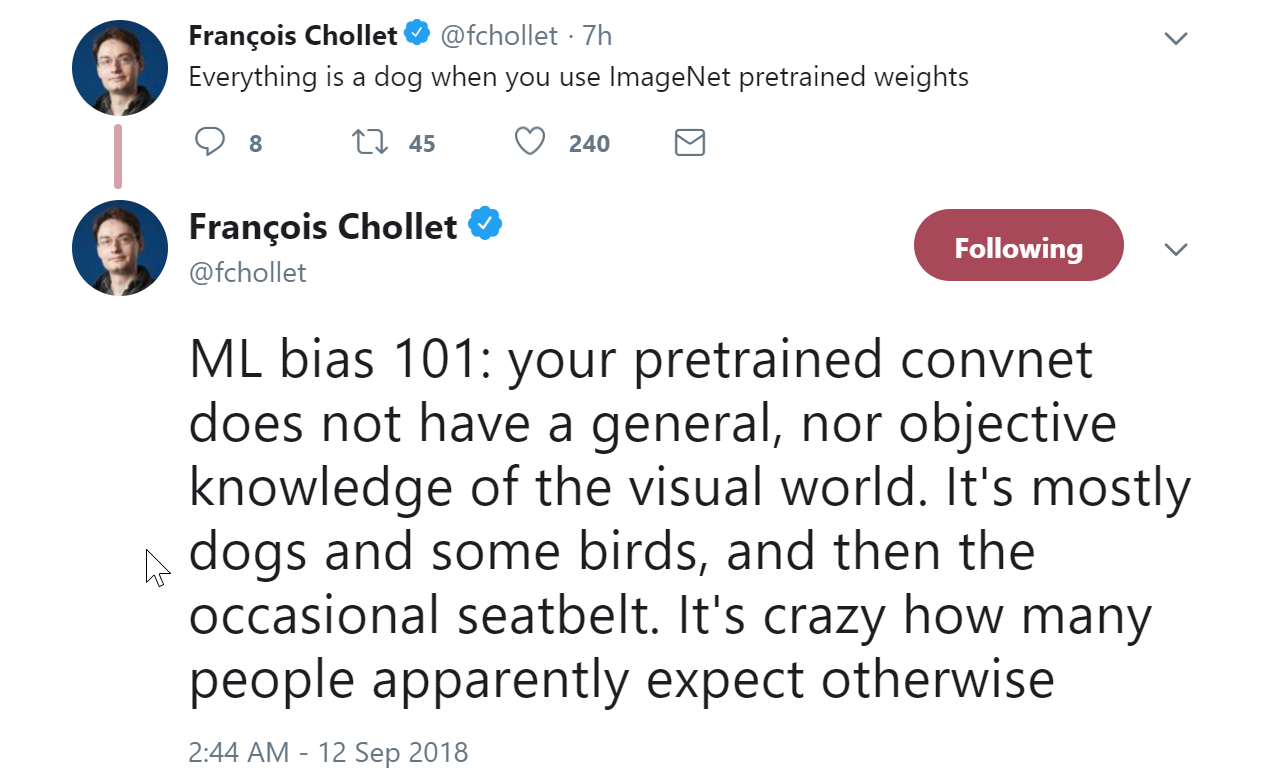 François Chollet @fchollet · 7h
Everything is a dog when you use ImageNet pretrained weights
8 45 240
François Chollet
@fchollet
Following
ML bias 101: your pretrained convnet
does not have a general, nor objective
knowledge of the visual world. It's mostly
dogs and some birds, and then the
occasional seatbelt. It's crazy how many
people apparently expect otherwise
2:44 AM - 12 Sep 2018